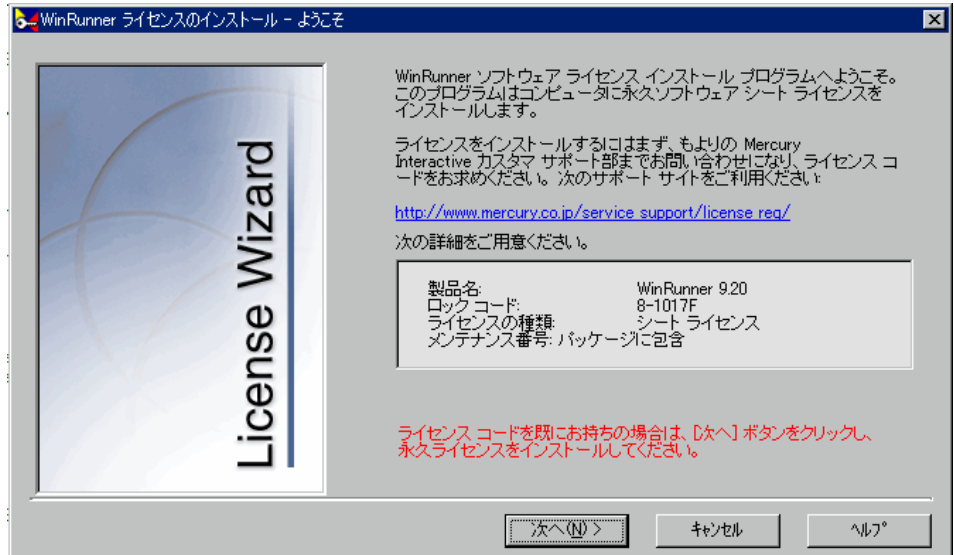 WinRunner ライセンスのインストール - ようこそ
License Wizard
WinRunner ソフトウェア ライセンス インストール プログラムへようこそ。
このプログラムはコンピュータに永久ソフトウェア シート ライセンスを
インストールします。
ライセンスをインストールするにはまず、もよりの Mercury
Interactive カスタマ サポート部までお問い合わせになり、ライセンス コ
ードをお求めください。次のサポート サイトをご利用ください:
http://www.mercury.co.jp/service_support/license_req/
次の詳細をご用意ください。
製品名: WinRunner 9.20
ロック コード: 8-1017F
ライセンスの種類: シート ライセンス
メンテナンス番号: パッケージに包含
ライセンス コードを既にお持ちの場合は、[次へ] ボタンをクリックし、
永久ライセンスをインストールしてください。
次へ(N) >
キャンセル
ヘルプ